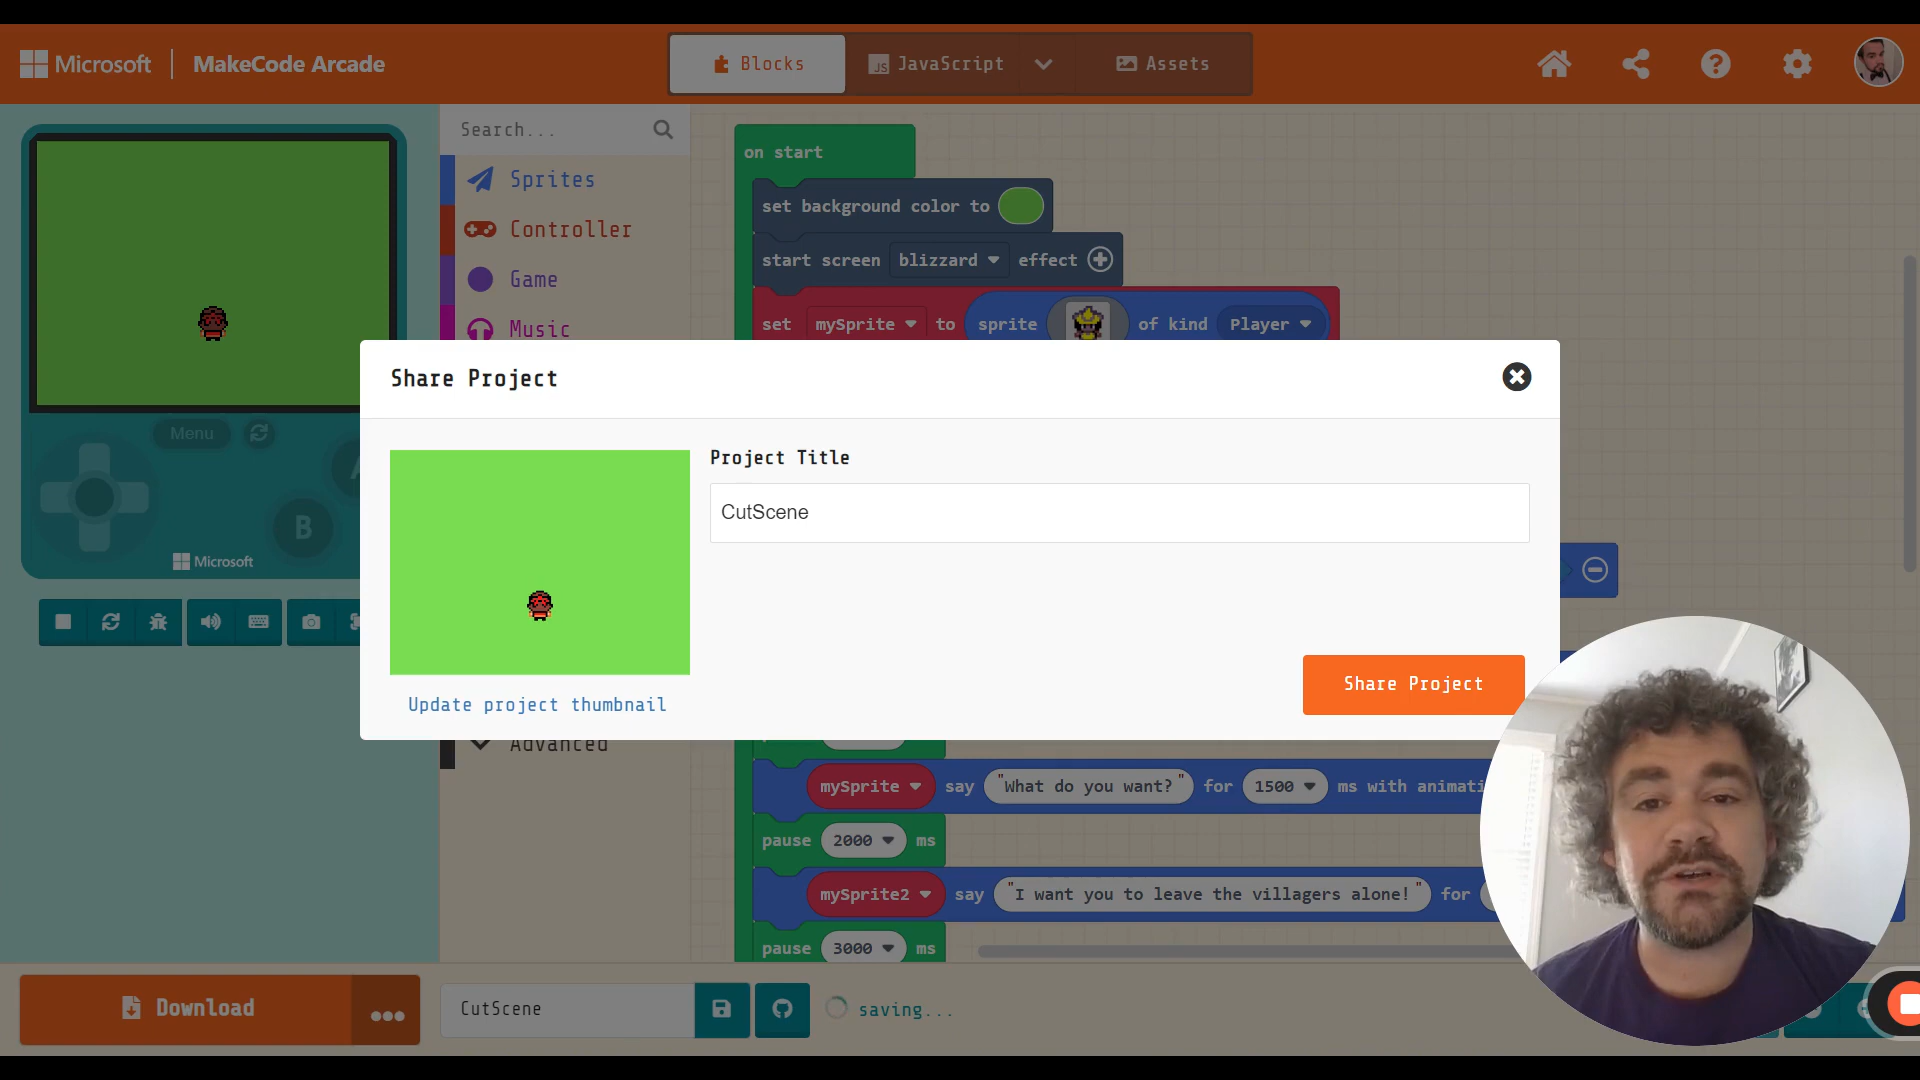 Microsoft | MakeCode Arcade
Blocks
JS JavaScript
Assets
Search...
Sprites
Controller
Game
Music
Advanced
Menu
A
B
Microsoft
on start
set background color to
start screen blizzard effect
set mySprite to sprite of kind Player
Share Project
Project Title
CutScene
Update project thumbnail
Share Project
mySprite say "What do you want?" for 1500 ms with animati
pause 2000 ms
mySprite2 say "I want you to leave the villagers alone!" for
pause 3000 ms
Download
CutScene
saving...